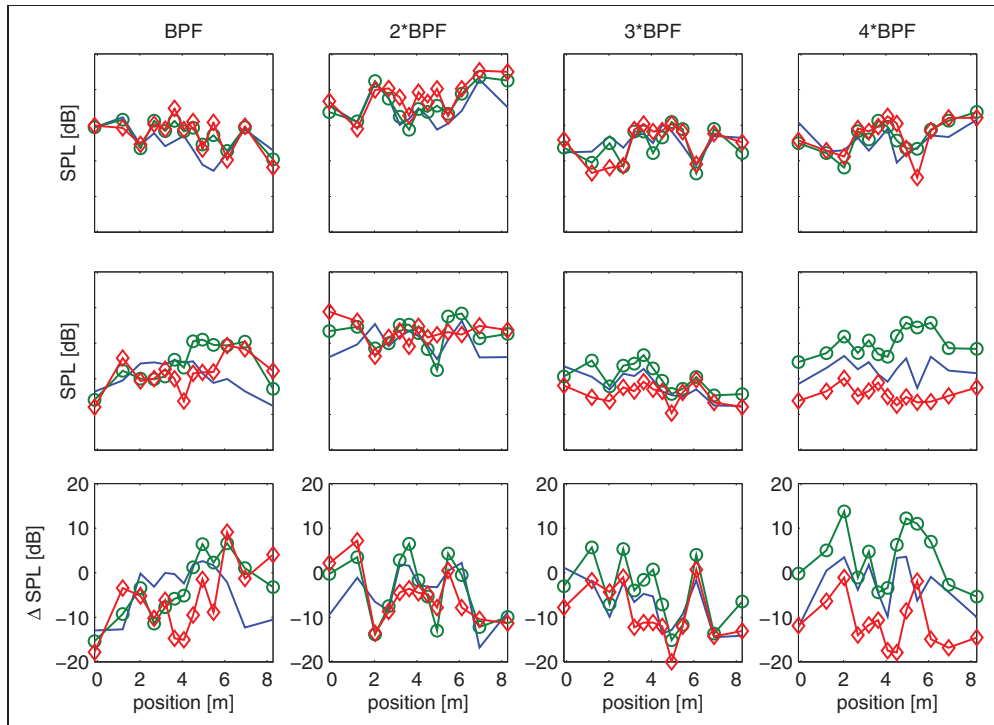 BPF 2*BPF 3*BPF 4*BPF
SPL [dB]
SPL [dB]
Δ SPL [dB]
20 20 20 20
10 10 10 10
0 0 0 0
−10 −10 −10 −10
−20 −20 −20 −20
0 2 4 6 8 0 2 4 6 8 0 2 4 6 8 0 2 4 6 8
position [m] position [m] position [m] position [m]